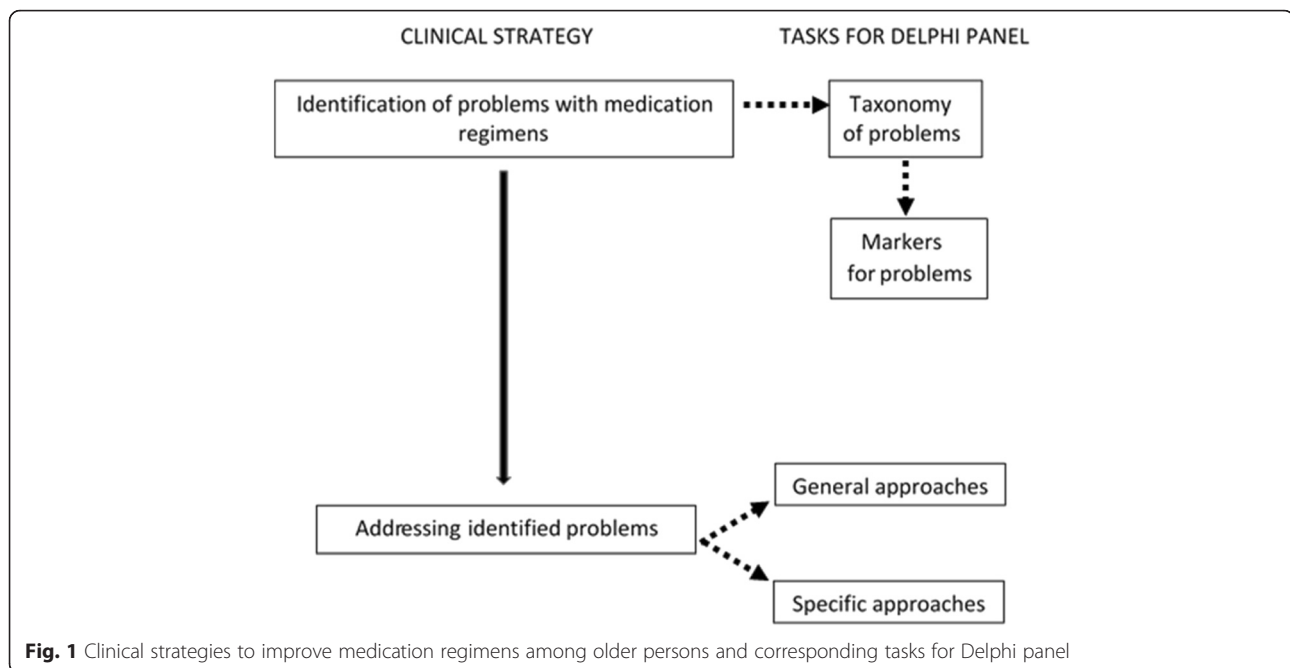 CLINICAL STRATEGY
TASKS FOR DELPHI PANEL
Identification of problems with medication
regimens
Taxonomy
of problems
Markers
for problems
Addressing identified problems
General approaches
Specific approaches
Fig. 1 Clinical strategies to improve medication regimens among older persons and corresponding tasks for Delphi panel